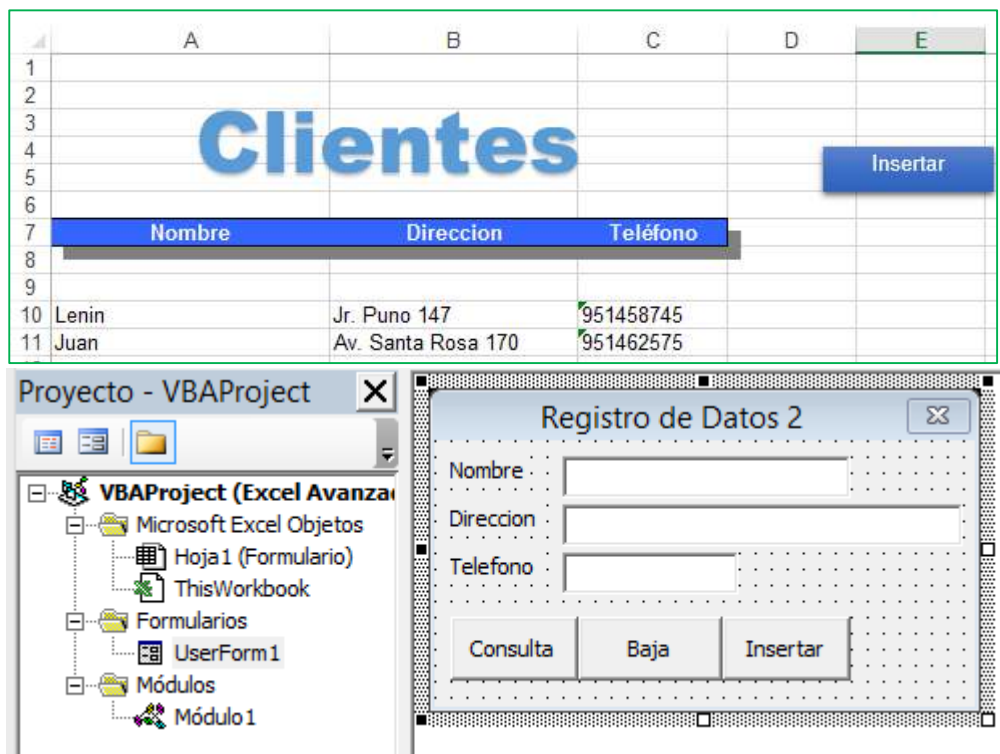 A B C D E
1
2
3
Clientes
4
Insertar
5
6
7 Nombre Direccion Teléfono
8
9
10 Lenin Jr. Puno 147 951458745
11 Juan Av. Santa Rosa 170 951462575
Proyecto - VBAProject
VBAProject (Excel Avanza
Microsoft Excel Objetos
Hoja1 (Formulario)
ThisWorkbook
Formularios
UserForm1
Módulos
Módulo1
Registro de Datos 2
Nombre
Direccion
Telefono
Consulta Baja Insertar